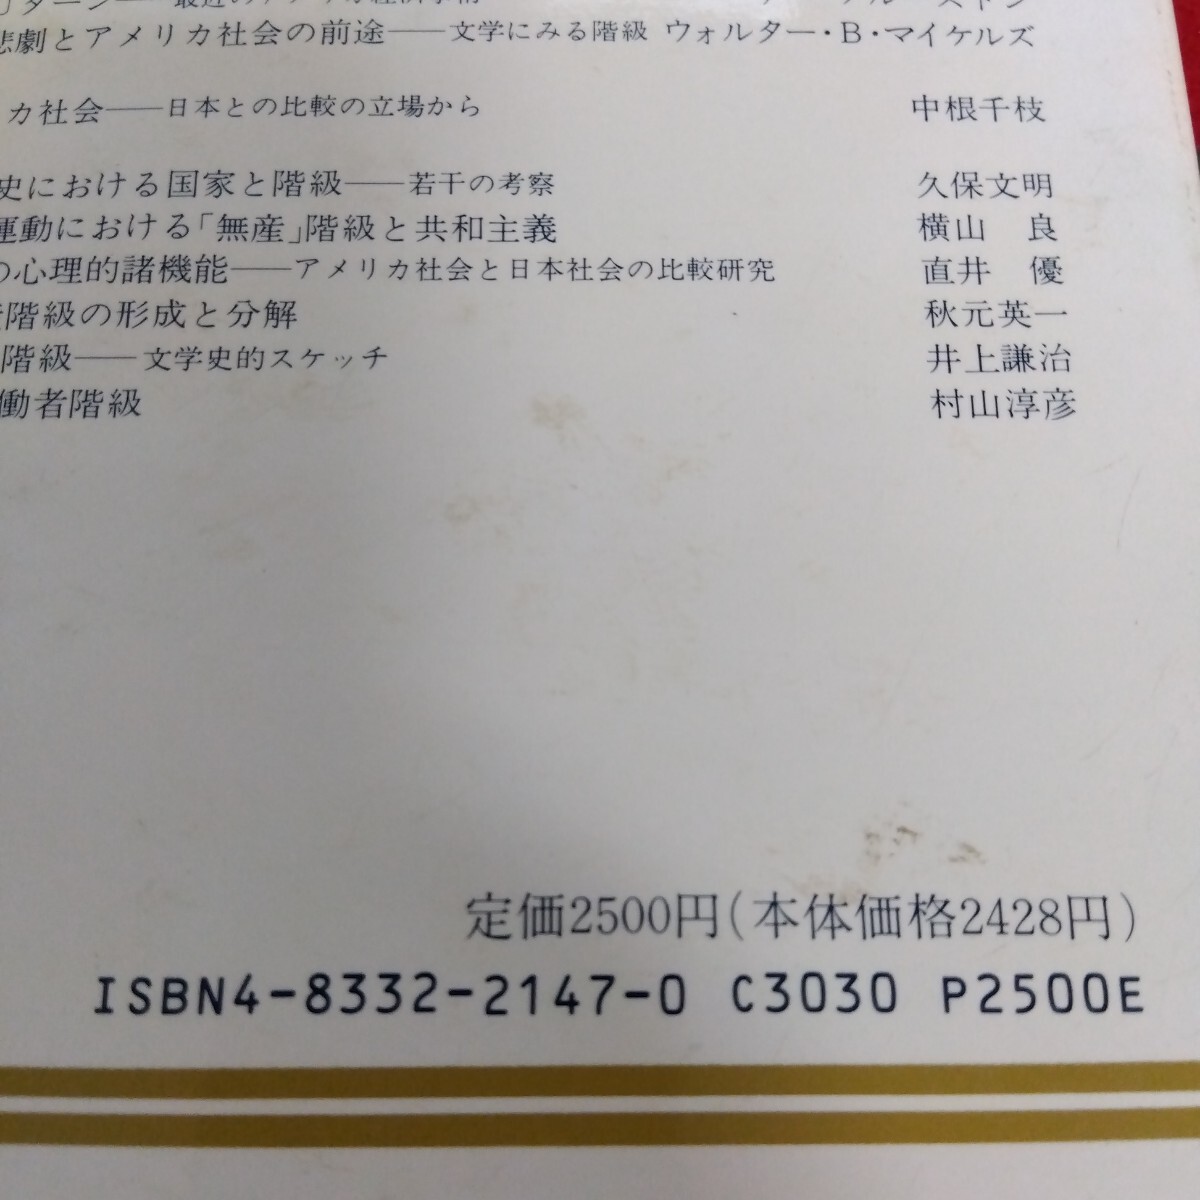 悲劇とアメリカ社会の前途――文学にみる階級 ウォルター・B・マイケルズ
カ社会――日本との比較の立場から 中根千枝
史における国家と階級――若干の考察 久保文明
運動における「無産」階級と共和主義 横山 良
の心理的諸機能――アメリカ社会と日本社会の比較研究 直井 優
階級の形成と分解 秋元英一
階級――文学史的スケッチ 井上謙治
働者階級 村山淳彦
定価2500円(本体価格2428円)
ISBN4-8332-2147-0 C3030 P2500E